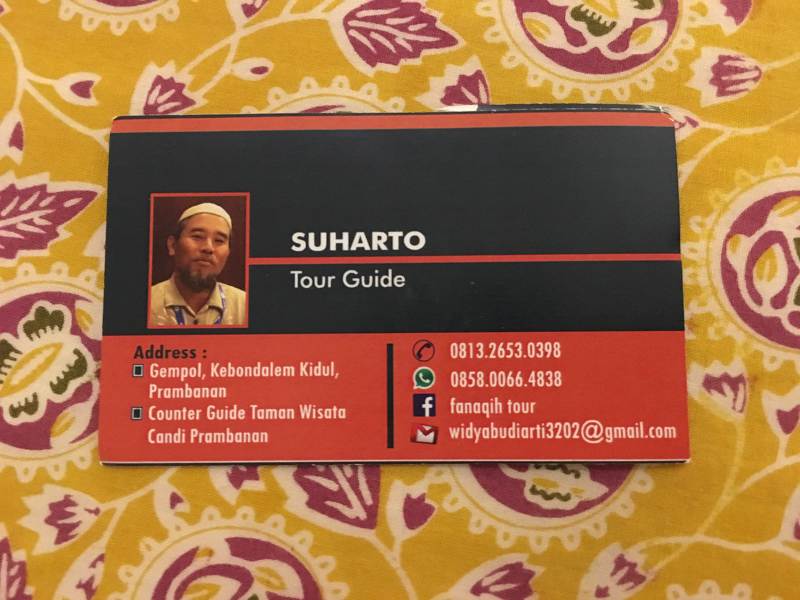 SUHARTO
Tour Guide
Address :
Gempol, Kebondalem Kidul,
Prambanan
Counter Guide Taman Wisata
Candi Prambanan
0813.2653.0398
0858.0066.4838
fanaqih tour
widyabudiarti3202@gmail.com